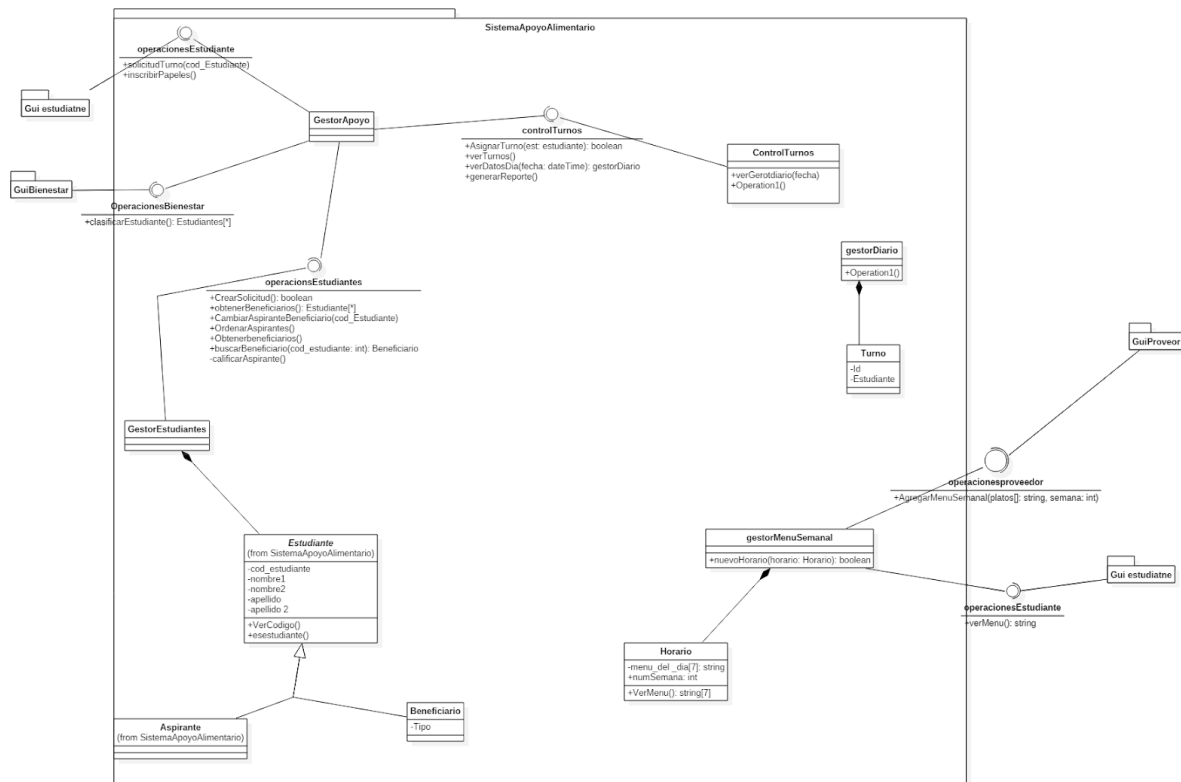 SistemaApoyoAlimentario
operacionesEstudiante
+solicitudTurno(cod_Estudiante)
+inscribirPapeles()
Gui estudiatne
GestorApoyo
controlTurnos
+AsignarTurno(est: estudiante): boolean
+verTurnos()
+verDatosDia(fecha: dateTime): gestorDiario
+generarReporte()
ControlTurnos
+verGerotdiario(fecha)
+Operation1()
GuiBienestar
OperacionesBienestar
+clasificarEstudiante(): Estudiantes[*]
gestorDiario
+Operation1()
operacionsEstudiantes
+CrearSolicitud(): boolean
+obtenerBeneficiarios(): Estudiante[*]
+CambiarAspiranteBeneficiario(cod_Estudiante)
+OrdenarAspirantes()
+Obtenerbeneficiarios()
+buscarBeneficiario(cod_estudiante: int): Beneficiario
-calificarAspirante()
Turno
-Id
-Estudiante
GuiProveor
GestorEstudiantes
operacionesproveedor
+AgregarMenuSemanal(platos[]: string, semana: int)
Estudiante
(from SistemaApoyoAlimentario)
-cod_estudiante
-nombre1
-nombre2
-apellido
-apellido 2
+VerCodigo()
+esestudiante()
gestorMenuSemanal
+nuevoHorario(horario: Horario): boolean
Gui estudiatne
operacionesEstudiante
+verMenu(): string
Horario
-menu_del _dia[7]: string
+numSemana: int
+VerMenu(): string[7]
Beneficiario
-Tipo
Aspirante
(from SistemaApoyoAlimentario)